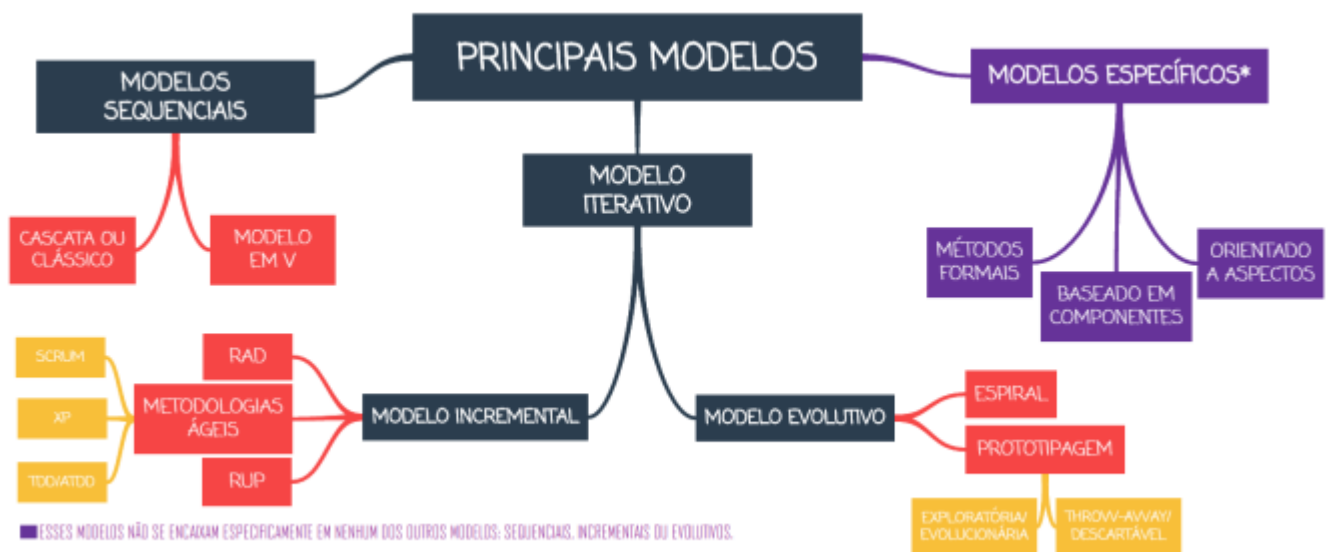 PRINCIPAIS MODELOS
MODELOS
SEQUENCIAIS
MODELOS ESPECÍFICOS*
MODELO
ITERATIVO
CASCATA OU
CLÁSSICO
MODELO
EM V
MÉTODOS
FORMAIS
BASEADO EM
COMPONENTES
ORIENTADO
A ASPECTOS
SCRUM
XP
TDD/ATDD
RAD
METODOLOGIAS
ÁGEIS
RUP
MODELO INCREMENTAL
MODELO EVOLUTIVO
ESPIRAL
PROTOTIPAGEM
EXPLORATÓRIA/
EVOLUCIONÁRIA
THROW-AWAY/
DESCARTÁVEL
ESSES MODELOS NÃO SE ENCAIXAM ESPECIFICAMENTE EM NENHUM DOS OUTROS MODELOS: SEQUENCIAIS, INCREMENTAIS OU EVOLUTIVOS.